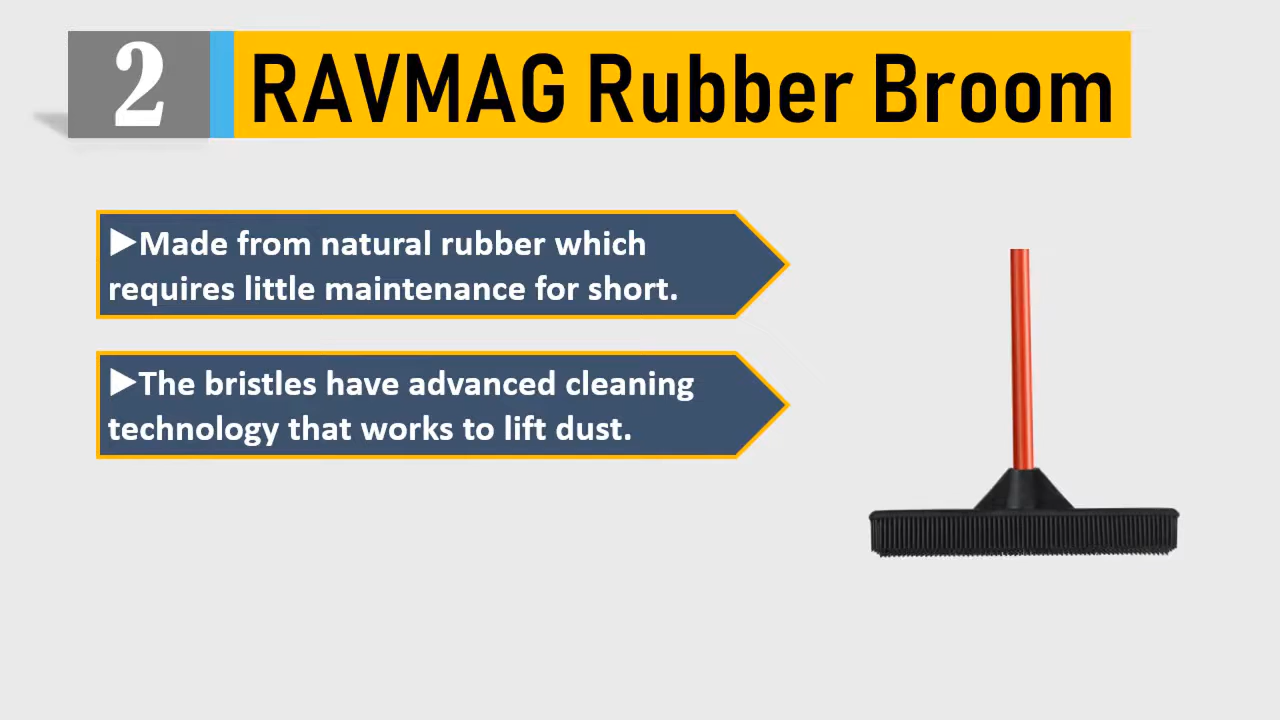 2 RAVMAG Rubber Broom
▶Made from natural rubber which
requires little maintenance for short.
▶The bristles have advanced cleaning
technology that works to lift dust.